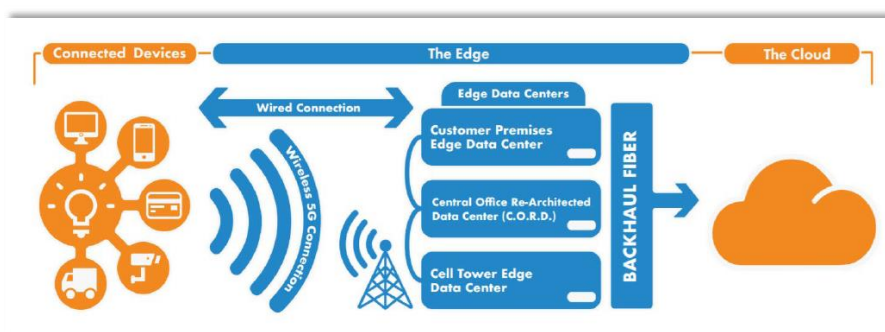 Connected Devices
The Edge
The Cloud
Wired Connection
Wireless 5G Connection
Edge Data Centers
Customer Premises
Edge Data Center
Central Office Re-Architected
Data Center (C.O.R.D.)
Cell Tower Edge
Data Center
BACKHAUL FIBER